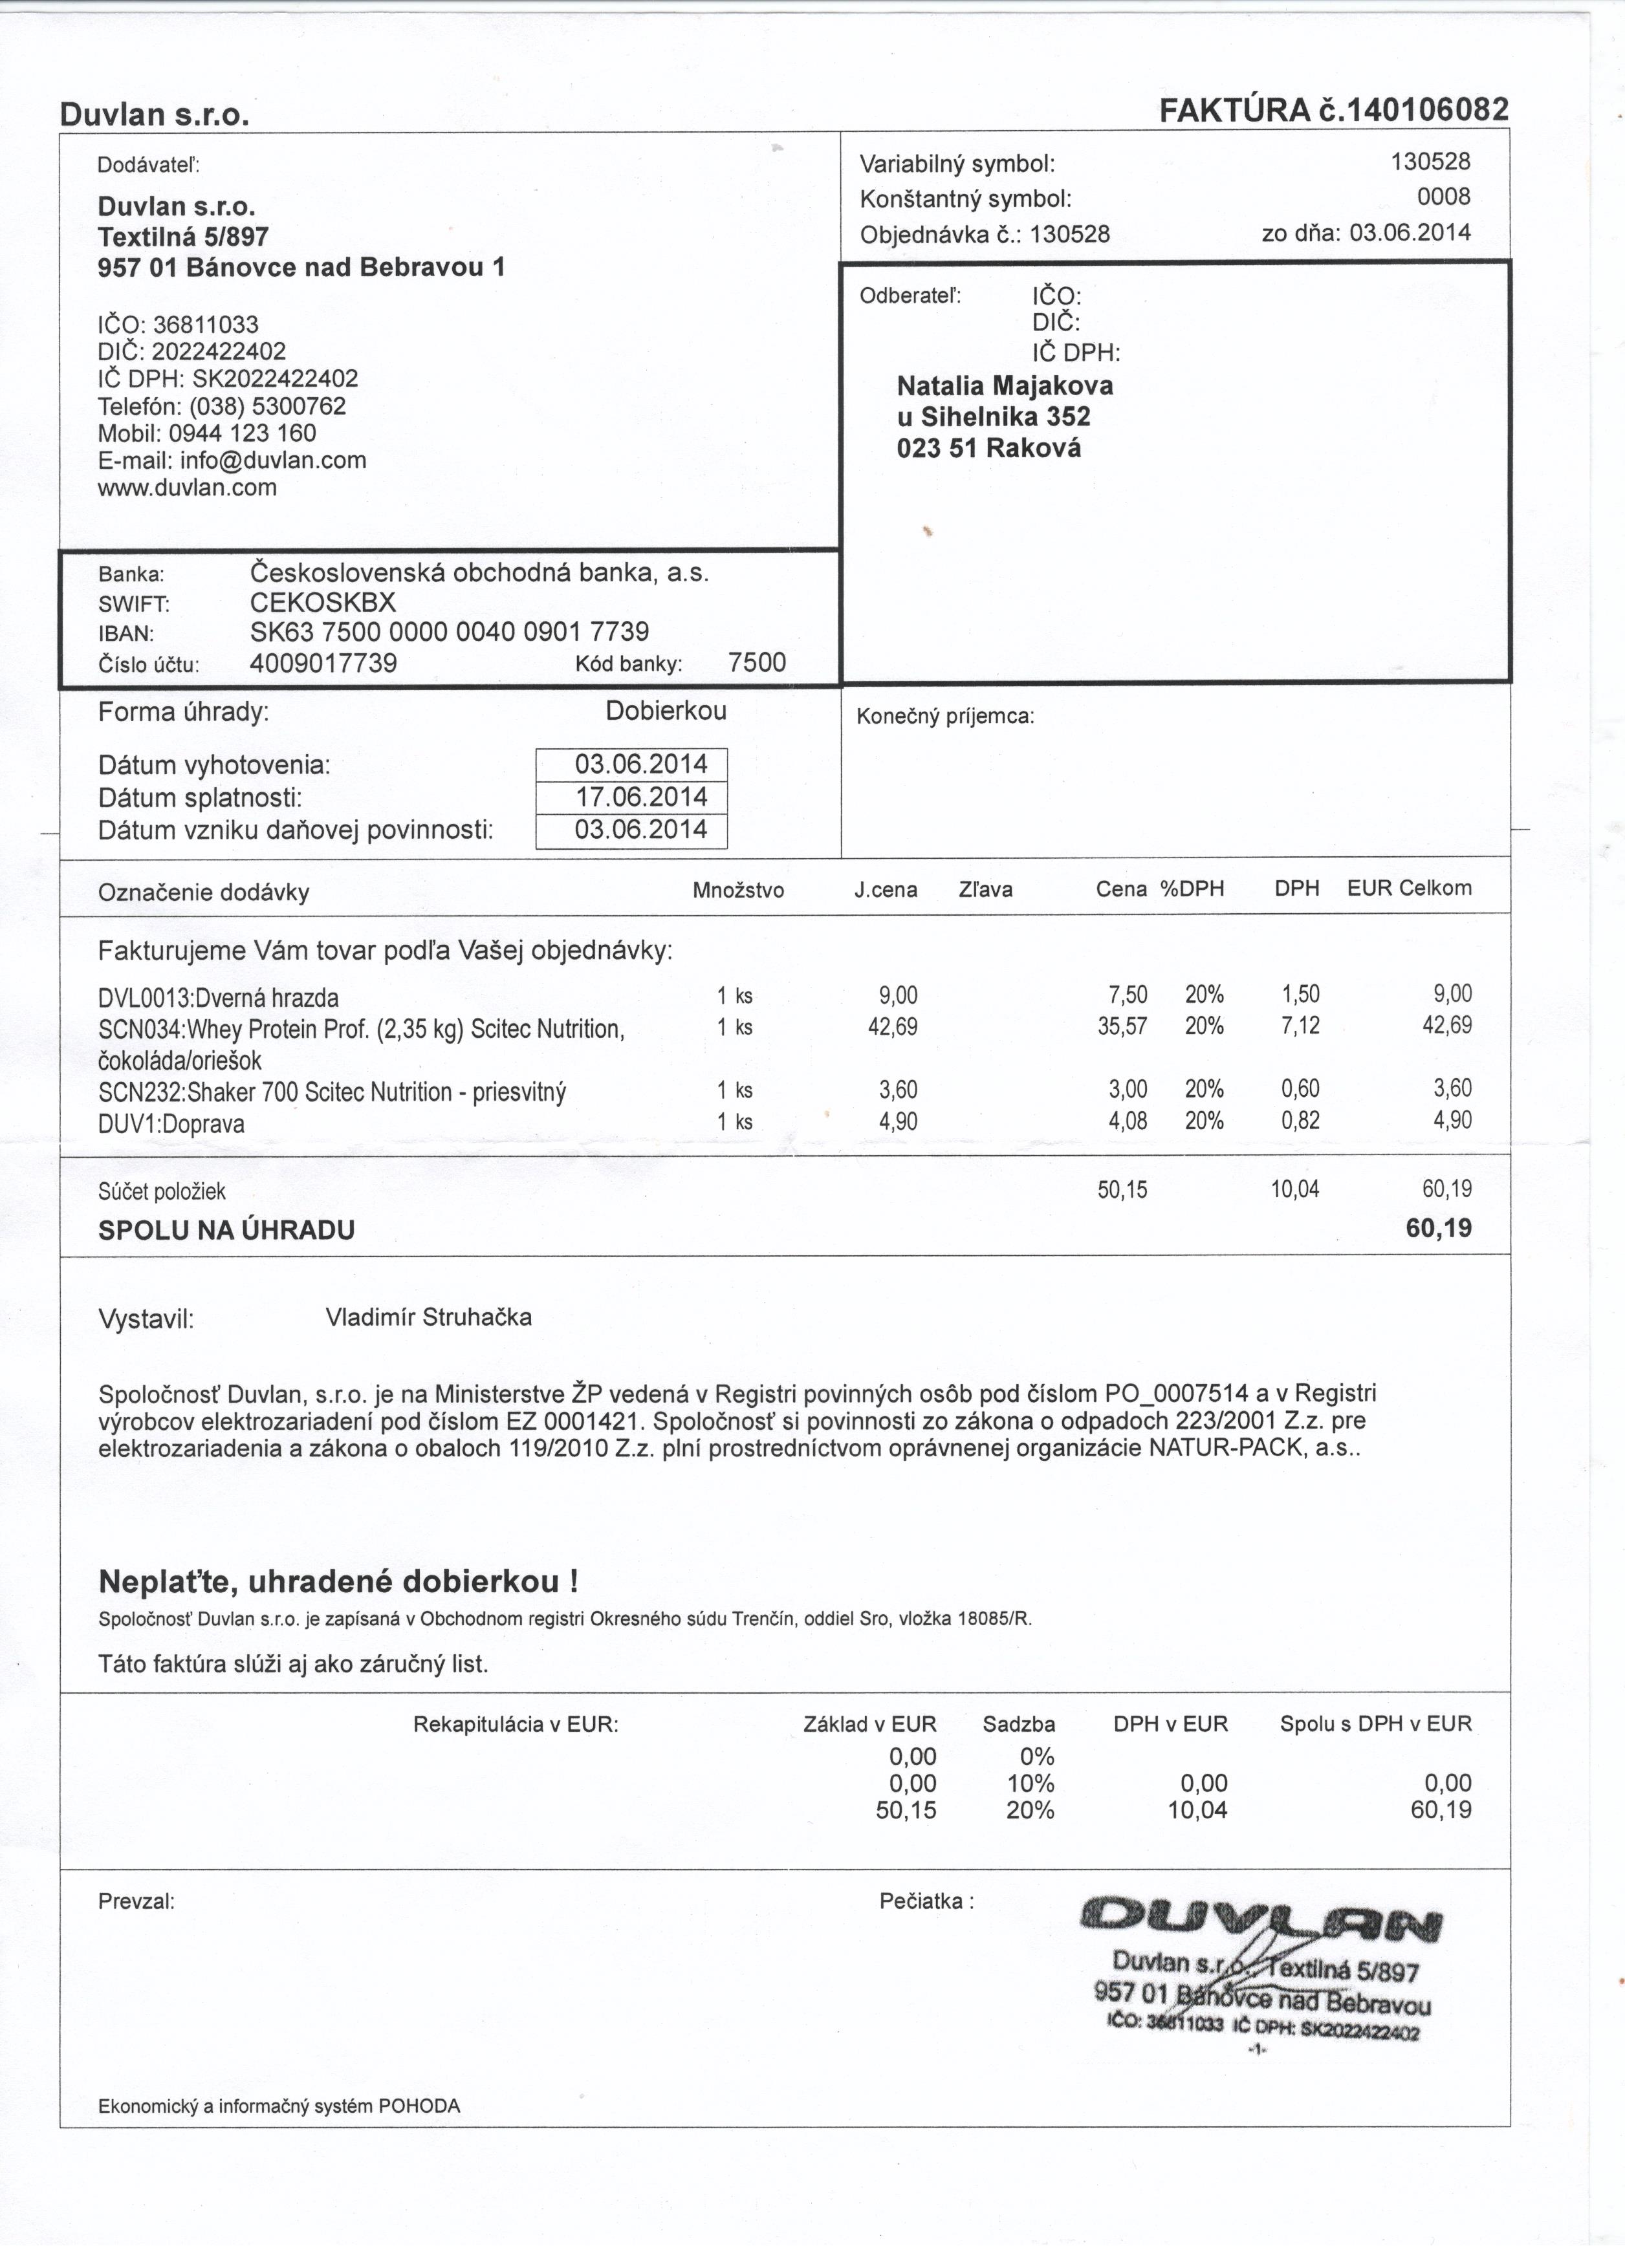 Duvlan s.r.o.
FAKTÚRA č.140106082
Dodávateľ:
Duvlan s.r.o.
Textilná 5/897
957 01 Bánovce nad Bebravou 1
IČO: 36811033
DIČ: 2022422402
IČ DPH: SK2022422402
Telefón: (038) 5300762
Mobil: 0944 123 160
E-mail: info@duvlan.com
www.duvlan.com
Variabilný symbol: 130528
Konštantný symbol: 0008
Objednávka č.: 130528 zo dňa: 03.06.2014
Odberateľ: IČO:
DIČ:
IČ DPH:
Natalia Majakova
u Sihelnika 352
023 51 Raková
Banka: Československá obchodná banka, a.s.
SWIFT: CEKOSKBX
IBAN: SK63 7500 0000 0040 0901 7739
Číslo účtu: 4009017739 Kód banky: 7500
Forma úhrady: Dobierkou
Dátum vyhotovenia: 03.06.2014
Dátum splatnosti: 17.06.2014
Dátum vzniku daňovej povinnosti: 03.06.2014
Konečný príjemca:
Označenie dodávky Množstvo J.cena Zľava Cena %DPH DPH EUR Celkom
Fakturujeme Vám tovar podľa Vašej objednávky:
DVL0013:Dverná hrazda 1 ks 9,00 7,50 20% 1,50 9,00
SCN034:Whey Protein Prof. (2,35 kg) Scitec Nutrition, 1 ks 42,69 35,57 20% 7,12 42,69
čokoláda/oriešok
SCN232:Shaker 700 Scitec Nutrition - priesvitný 1 ks 3,60 3,00 20% 0,60 3,60
DUV1:Doprava 1 ks 4,90 4,08 20% 0,82 4,90
Súčet položiek 50,15 10,04 60,19
SPOLU NA ÚHRADU 60,19
Vystavil: Vladimír Struhačka
Spoločnosť Duvlan, s.r.o. je na Ministerstve ŽP vedená v Registri povinných osôb pod číslom PO_0007514 a v Registri
výrobcov elektrozariadení pod číslom EZ 0001421. Spoločnosť si povinnosti zo zákona o odpadoch 223/2001 Z.z. pre
elektrozariadenia a zákona o obaloch 119/2010 Z.z. plní prostredníctvom oprávnenej organizácie NATUR-PACK, a.s..
Neplaťte, uhradené dobierkou !
Spoločnosť Duvlan s.r.o. je zapísaná v Obchodnom registri Okresného súdu Trenčín, oddiel Sro, vložka 18085/R.
Táto faktúra slúži aj ako záručný list.
Rekapitulácia v EUR: Základ v EUR Sadzba DPH v EUR Spolu s DPH v EUR
0,00 0%
0,00 10% 0,00 0,00
50,15 20% 10,04 60,19
Prevzal:
Pečiatka :
DUVLAN
Duvlan s.r.o., Textilná 5/897
957 01 Bánovce nad Bebravou
IČO: 36811033 IČ DPH: SK2022422402
-1-
Ekonomický a informačný systém POHODA